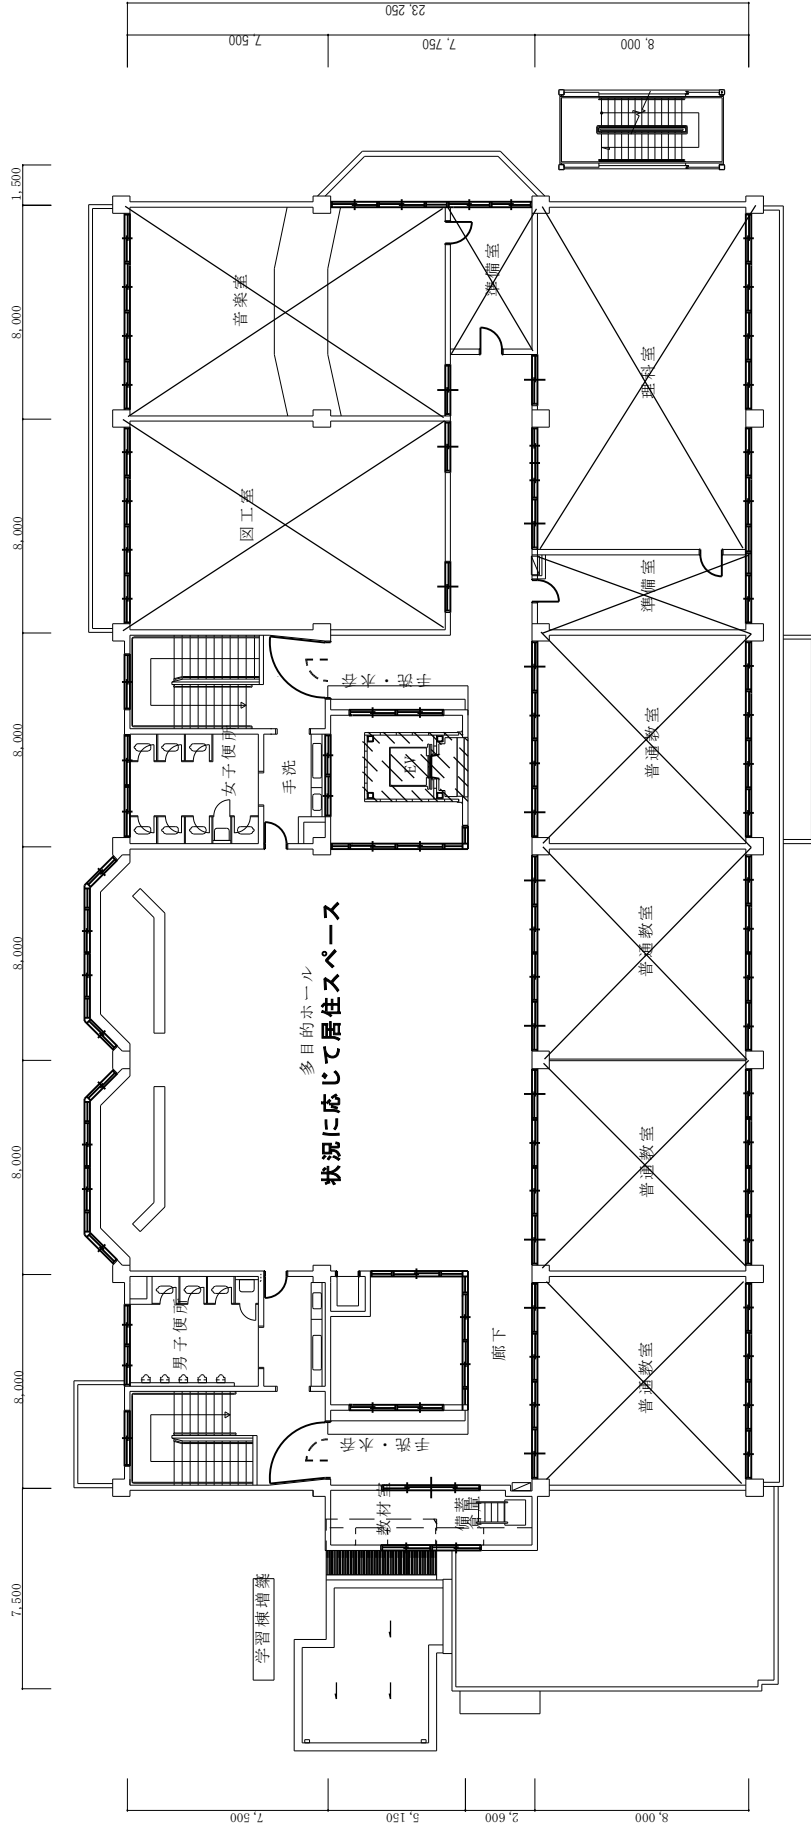 23,250
7,500
7,750
8,000
1,500
8,000
8,000
8,000
8,000
8,000
8,000
7,500
音楽室
準備室
理科室
図工室
準備室
手洗・水呑
女子便所
手洗
EV
普通教室
普通教室
多目的ホール
状況に応じて居住スペース
普通教室
男子便所
廊下
普通教室
手洗・水呑
教材室
備蓄
倉庫
学習棟増築
7,500
5,150
2,600
8,000